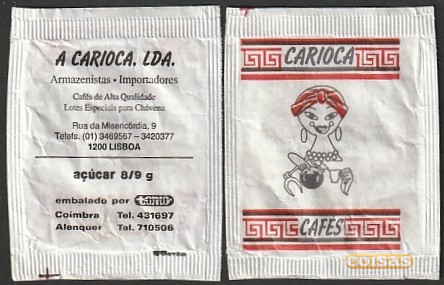 A CARIOCA, LDA.
Armazenistas • Importadores
Cafés de Alta Qualidade
Lotes Especiais para Chávena
Rua da Misericórdia, 9
Telefs. (01) 3469567 – 3420377
1200 LISBOA
açúcar 8/9 g
embalado por
Coimbra Tel. 431697
Alenquer Tel. 710506
CARIOCA
CAFÉS
coisas